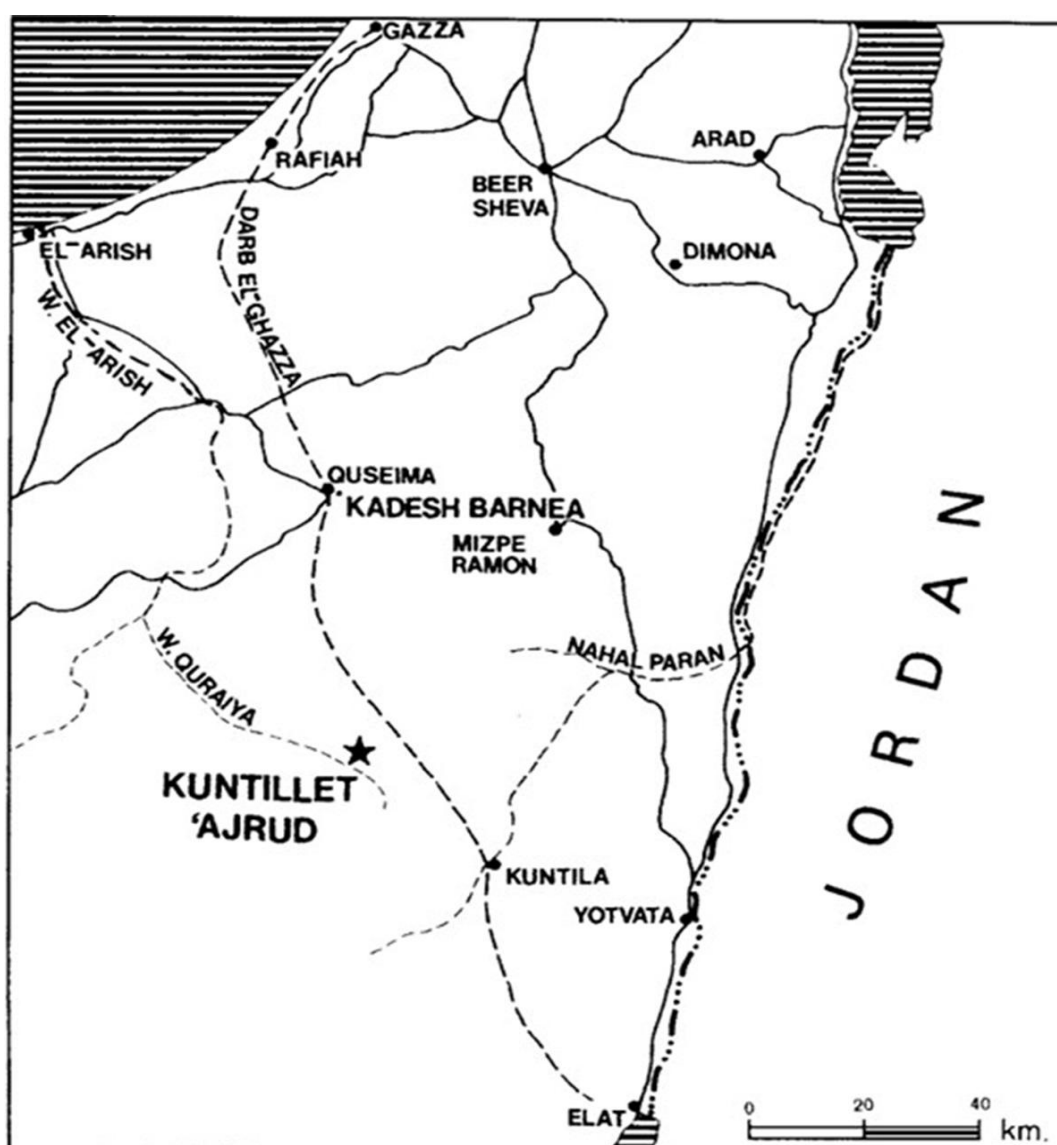 GAZZA
RAFIAH
ARAD
BEER
SHEVA
EL-ARISH
DARB EL-GHAZZA
DIMONA
W. EL-ARISH
QUSEIMA
KADESH BARNEA
MIZPE
RAMON
JORDAN
NAHAL PARAN
W. QURAIYA
KUNTILLET
‘AJRUD
KUNTILA
YOTVATA
ELAT
0 20 40
km.